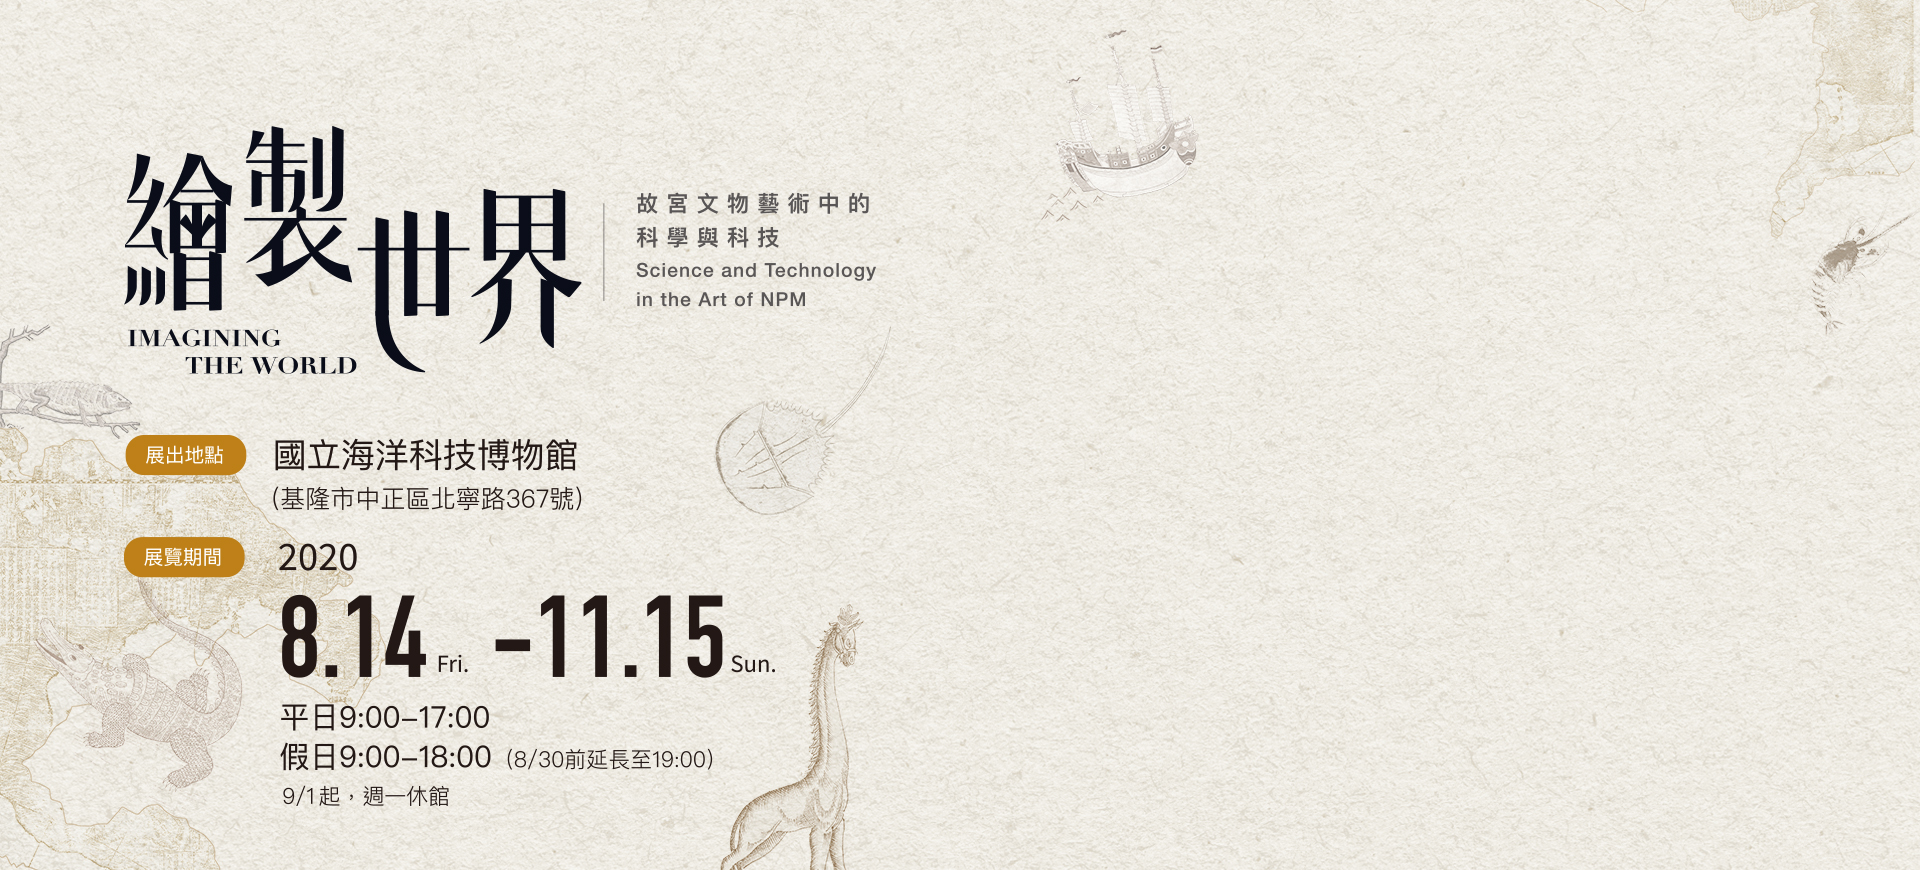 繪製世界
IMAGINING
THE WORLD
故宮文物藝術中的
科學與科技
Science and Technology
in the Art of NPM
展出地點
國立海洋科技博物館
(基隆市中正區北寧路367號)
展覽期間
2020
8.14 Fri. -11.15 Sun.
平日9:00–17:00
假日9:00–18:00 (8/30前延長至19:00)
9/1起，週一休館